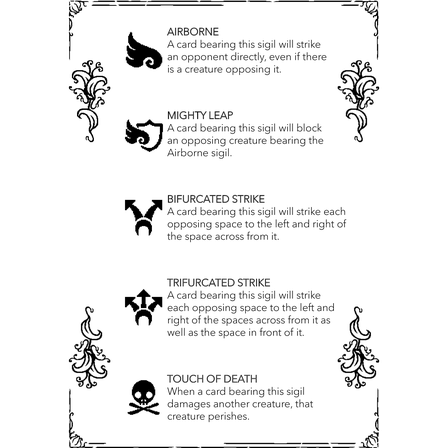 AIRBORNE
A card bearing this sigil will strike
an opponent directly, even if there
is a creature opposing it.
MIGHTY LEAP
A card bearing this sigil will block
an opposing creature bearing the
Airborne sigil.
BIFURCATED STRIKE
A card bearing this sigil will strike each
opposing space to the left and right of
the space across from it.
TRIFURCATED STRIKE
A card bearing this sigil will strike
each opposing space to the left and
right of the spaces across from it as
well as the space in front of it.
TOUCH OF DEATH
When a card bearing this sigil
damages another creature, that
creature perishes.